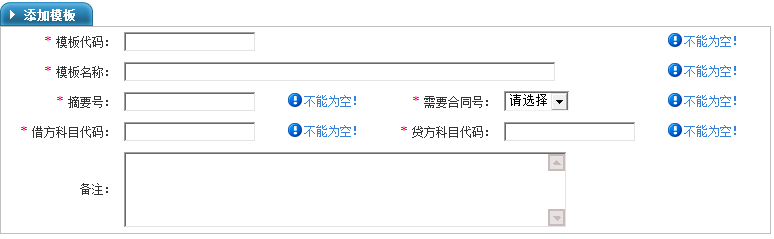 添加模板
* 模板代码： 不能为空!
* 模板名称： 不能为空!
* 摘要号： 不能为空! * 需要合同号： 请选择 不能为空!
* 借方科目代码： 不能为空! * 贷方科目代码： 不能为空!
备注：